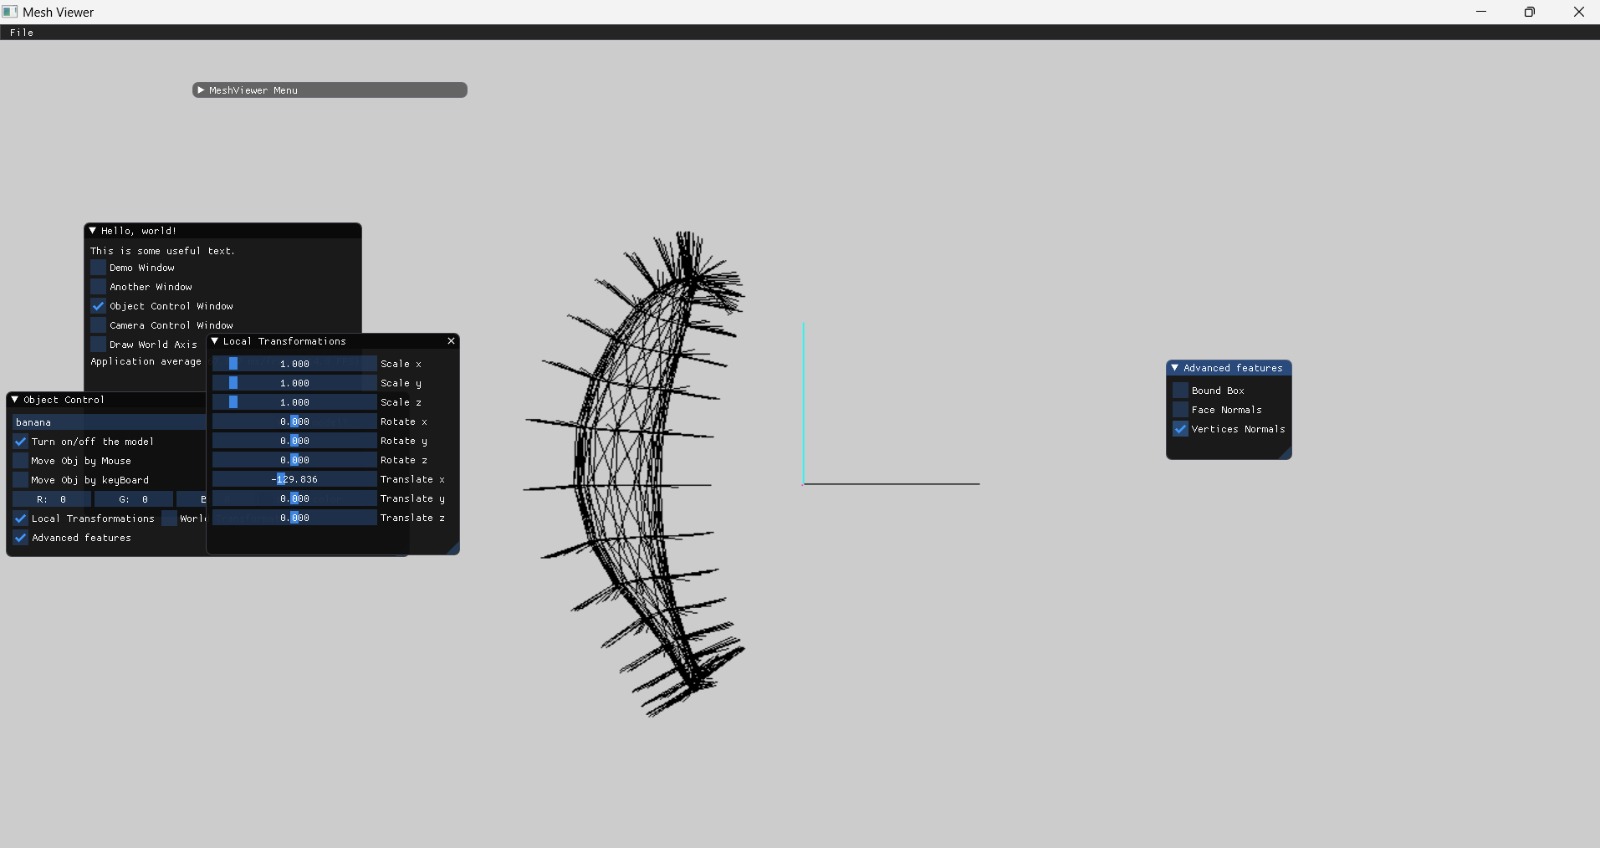 Mesh Viewer
File
MeshViewer Menu
Hello, world!
This is some useful text.
Demo Window
Another Window
Object Control Window
Camera Control Window
Draw World Axis
Application average
Local Transformations
1.000 Scale x
1.000 Scale y
1.000 Scale z
0.000 Rotate x
0.000 Rotate y
0.000 Rotate z
-129.836 Translate x
0.000 Translate y
0.000 Translate z
Object Control
banana
Turn on/off the model
Move Obj by Mouse
Move Obj by keyBoard
R: 0 G: 0
Local Transformations
Advanced features
Advanced features
Bound Box
Face Normals
Vertices Normals